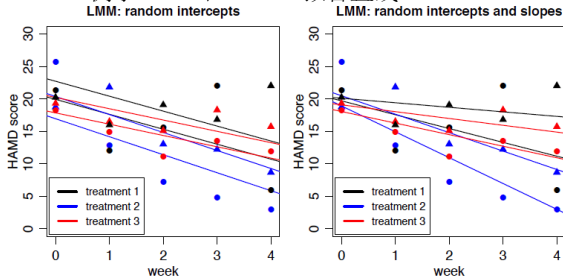 LMM: random intercepts
HAMD score
30
25
20
15
10
5
0
treatment 1
treatment 2
treatment 3
0 1 2 3 4
week
LMM: random intercepts and slopes
HAMD score
30
25
20
15
10
5
0
treatment 1
treatment 2
treatment 3
0 1 2 3 4
week